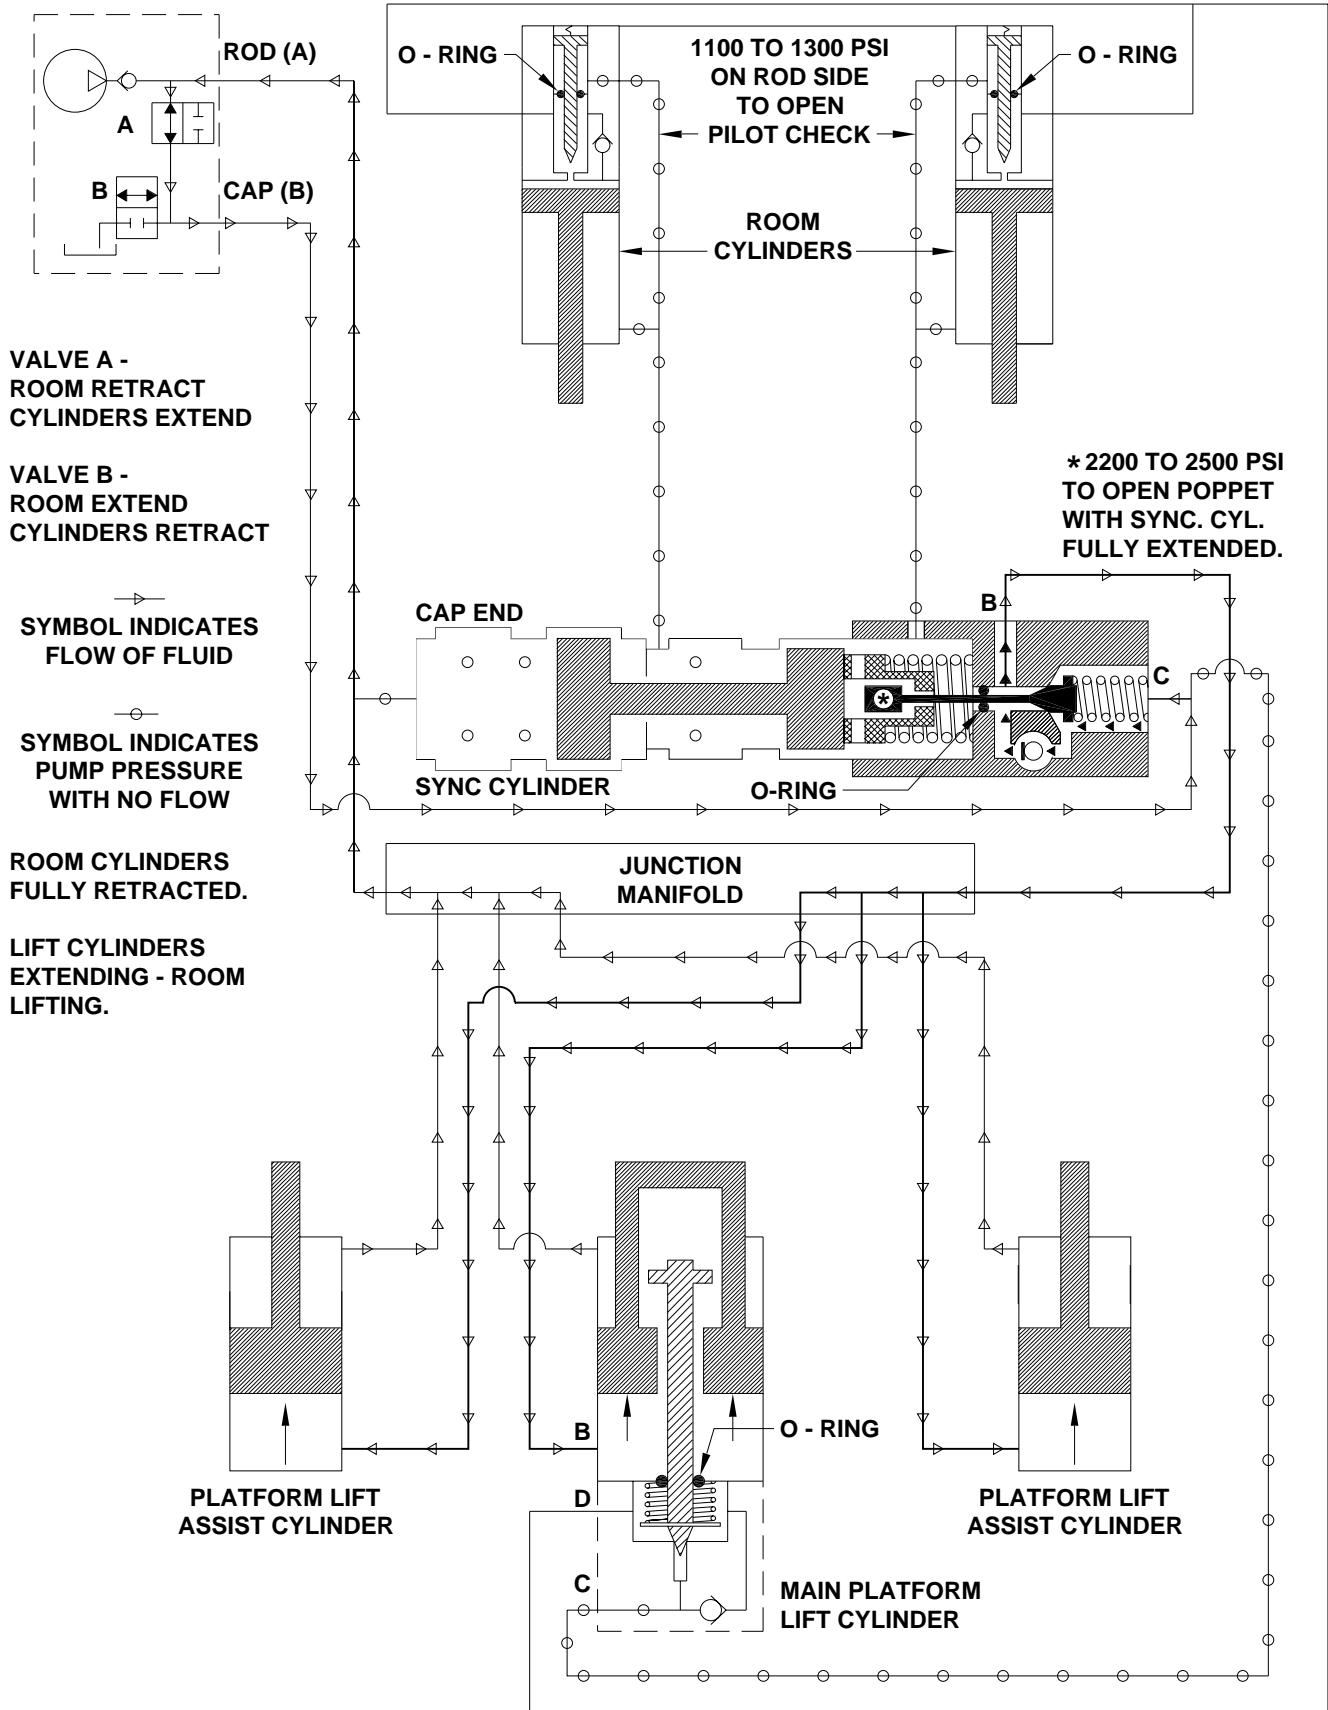 ROD (A)
A
B
CAP (B)
O - RING
1100 TO 1300 PSI
ON ROD SIDE
TO OPEN
PILOT CHECK
O - RING
ROOM
CYLINDERS
VALVE A -
ROOM RETRACT
CYLINDERS EXTEND
VALVE B -
ROOM EXTEND
CYLINDERS RETRACT
SYMBOL INDICATES
FLOW OF FLUID
SYMBOL INDICATES
PUMP PRESSURE
WITH NO FLOW
ROOM CYLINDERS
FULLY RETRACTED.
LIFT CYLINDERS
EXTENDING - ROOM
LIFTING.
* 2200 TO 2500 PSI
TO OPEN POPPET
WITH SYNC. CYL.
FULLY EXTENDED.
CAP END
B
C
*
SYNC CYLINDER
O-RING
JUNCTION
MANIFOLD
B
O - RING
D
C
PLATFORM LIFT
ASSIST CYLINDER
PLATFORM LIFT
ASSIST CYLINDER
MAIN PLATFORM
LIFT CYLINDER